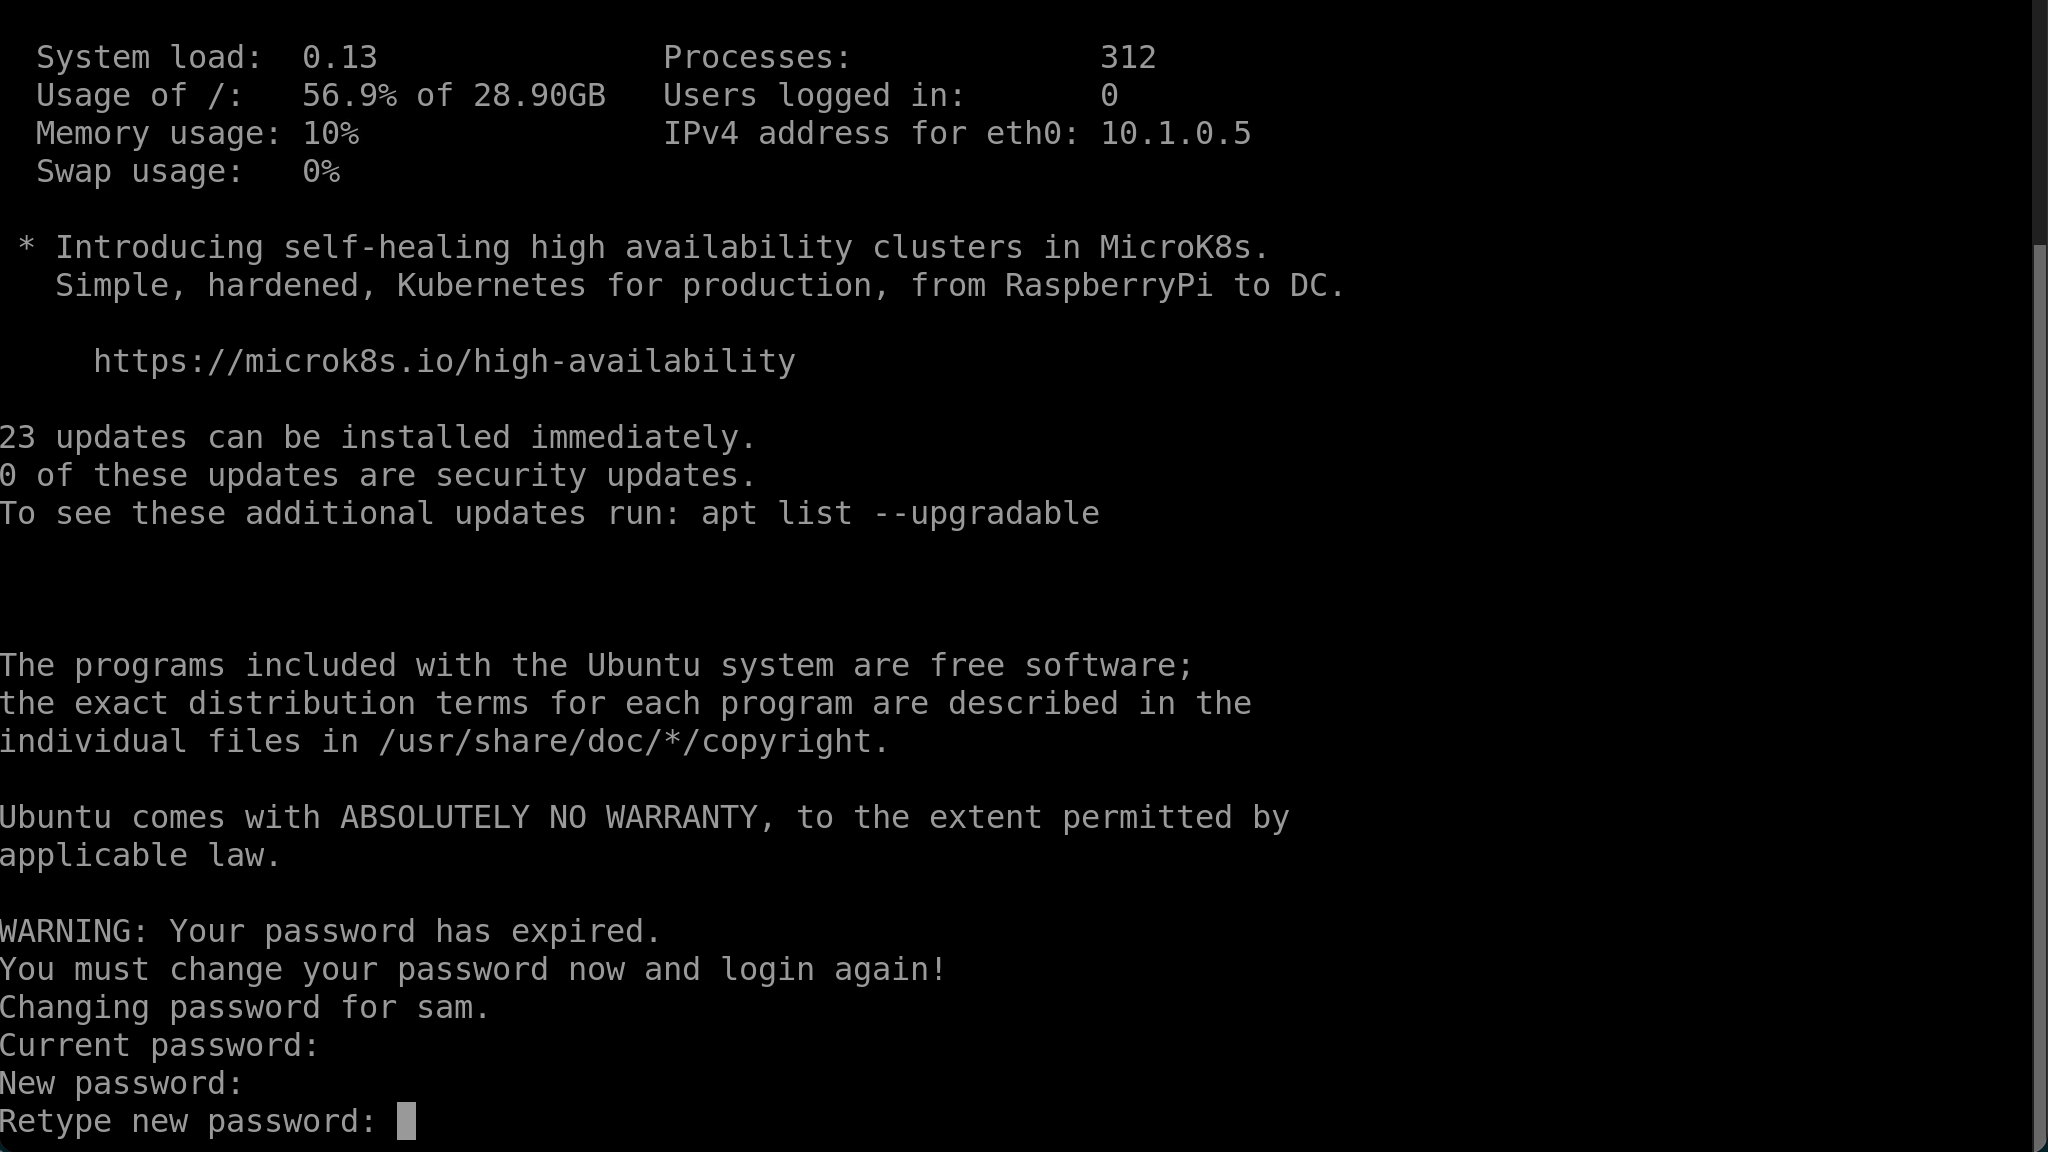 System load:  0.13               Processes:             312
Usage of /:   56.9% of 28.90GB   Users logged in:       0
Memory usage: 10%                IPv4 address for eth0: 10.1.0.5
Swap usage:   0%
* Introducing self-healing high availability clusters in MicroK8s.
Simple, hardened, Kubernetes for production, from RaspberryPi to DC.
https://microk8s.io/high-availability
23 updates can be installed immediately.
0 of these updates are security updates.
To see these additional updates run: apt list --upgradable
The programs included with the Ubuntu system are free software;
the exact distribution terms for each program are described in the
individual files in /usr/share/doc/*/copyright.
Ubuntu comes with ABSOLUTELY NO WARRANTY, to the extent permitted by
applicable law.
WARNING: Your password has expired.
You must change your password now and login again!
Changing password for sam.
Current password:
New password:
Retype new password: